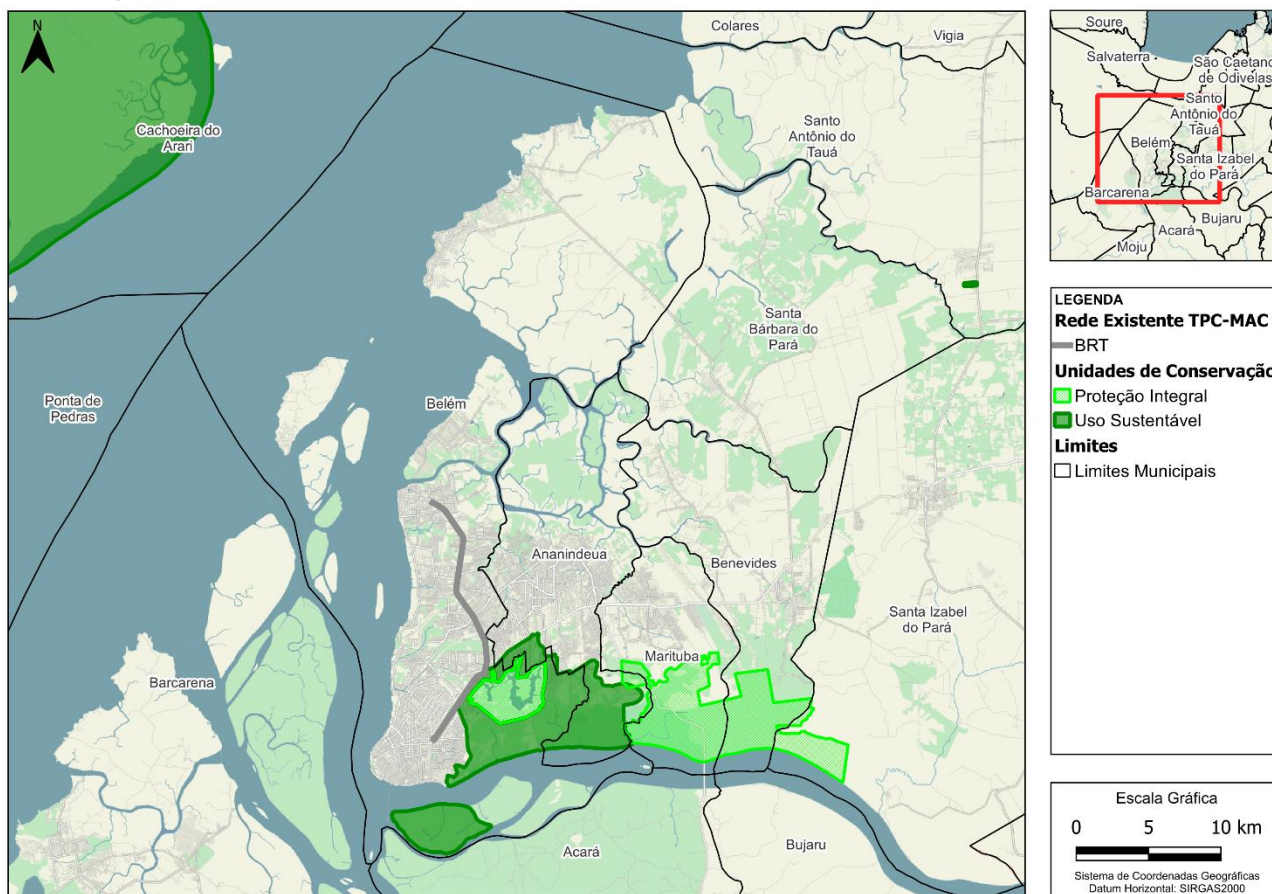 N
Colares
Vigia
Cachoeira do
Arari
Santo
Antônio do
Tauá
Santa
Bárbara do
Pará
Ponta de
Pedras
Belém
Ananindeua
Benevides
Santa Izabel
do Pará
Marituba
Barcarena
Acará
Bujaru
Soure
Salvaterra
São Caetano
de Odivelas
Santo
Antônio do
Tauá
Belém
Santa Izabel
do Pará
Barcarena
Bujaru
Acará
Moju
LEGENDA
Rede Existente TPC-MAC
BRT
Unidades de Conservação
Proteção Integral
Uso Sustentável
Limites
Limites Municipais
Escala Gráfica
0 5 10 km
Sistema de Coordenadas Geográficas
Datum Horizontal: SIRGAS2000